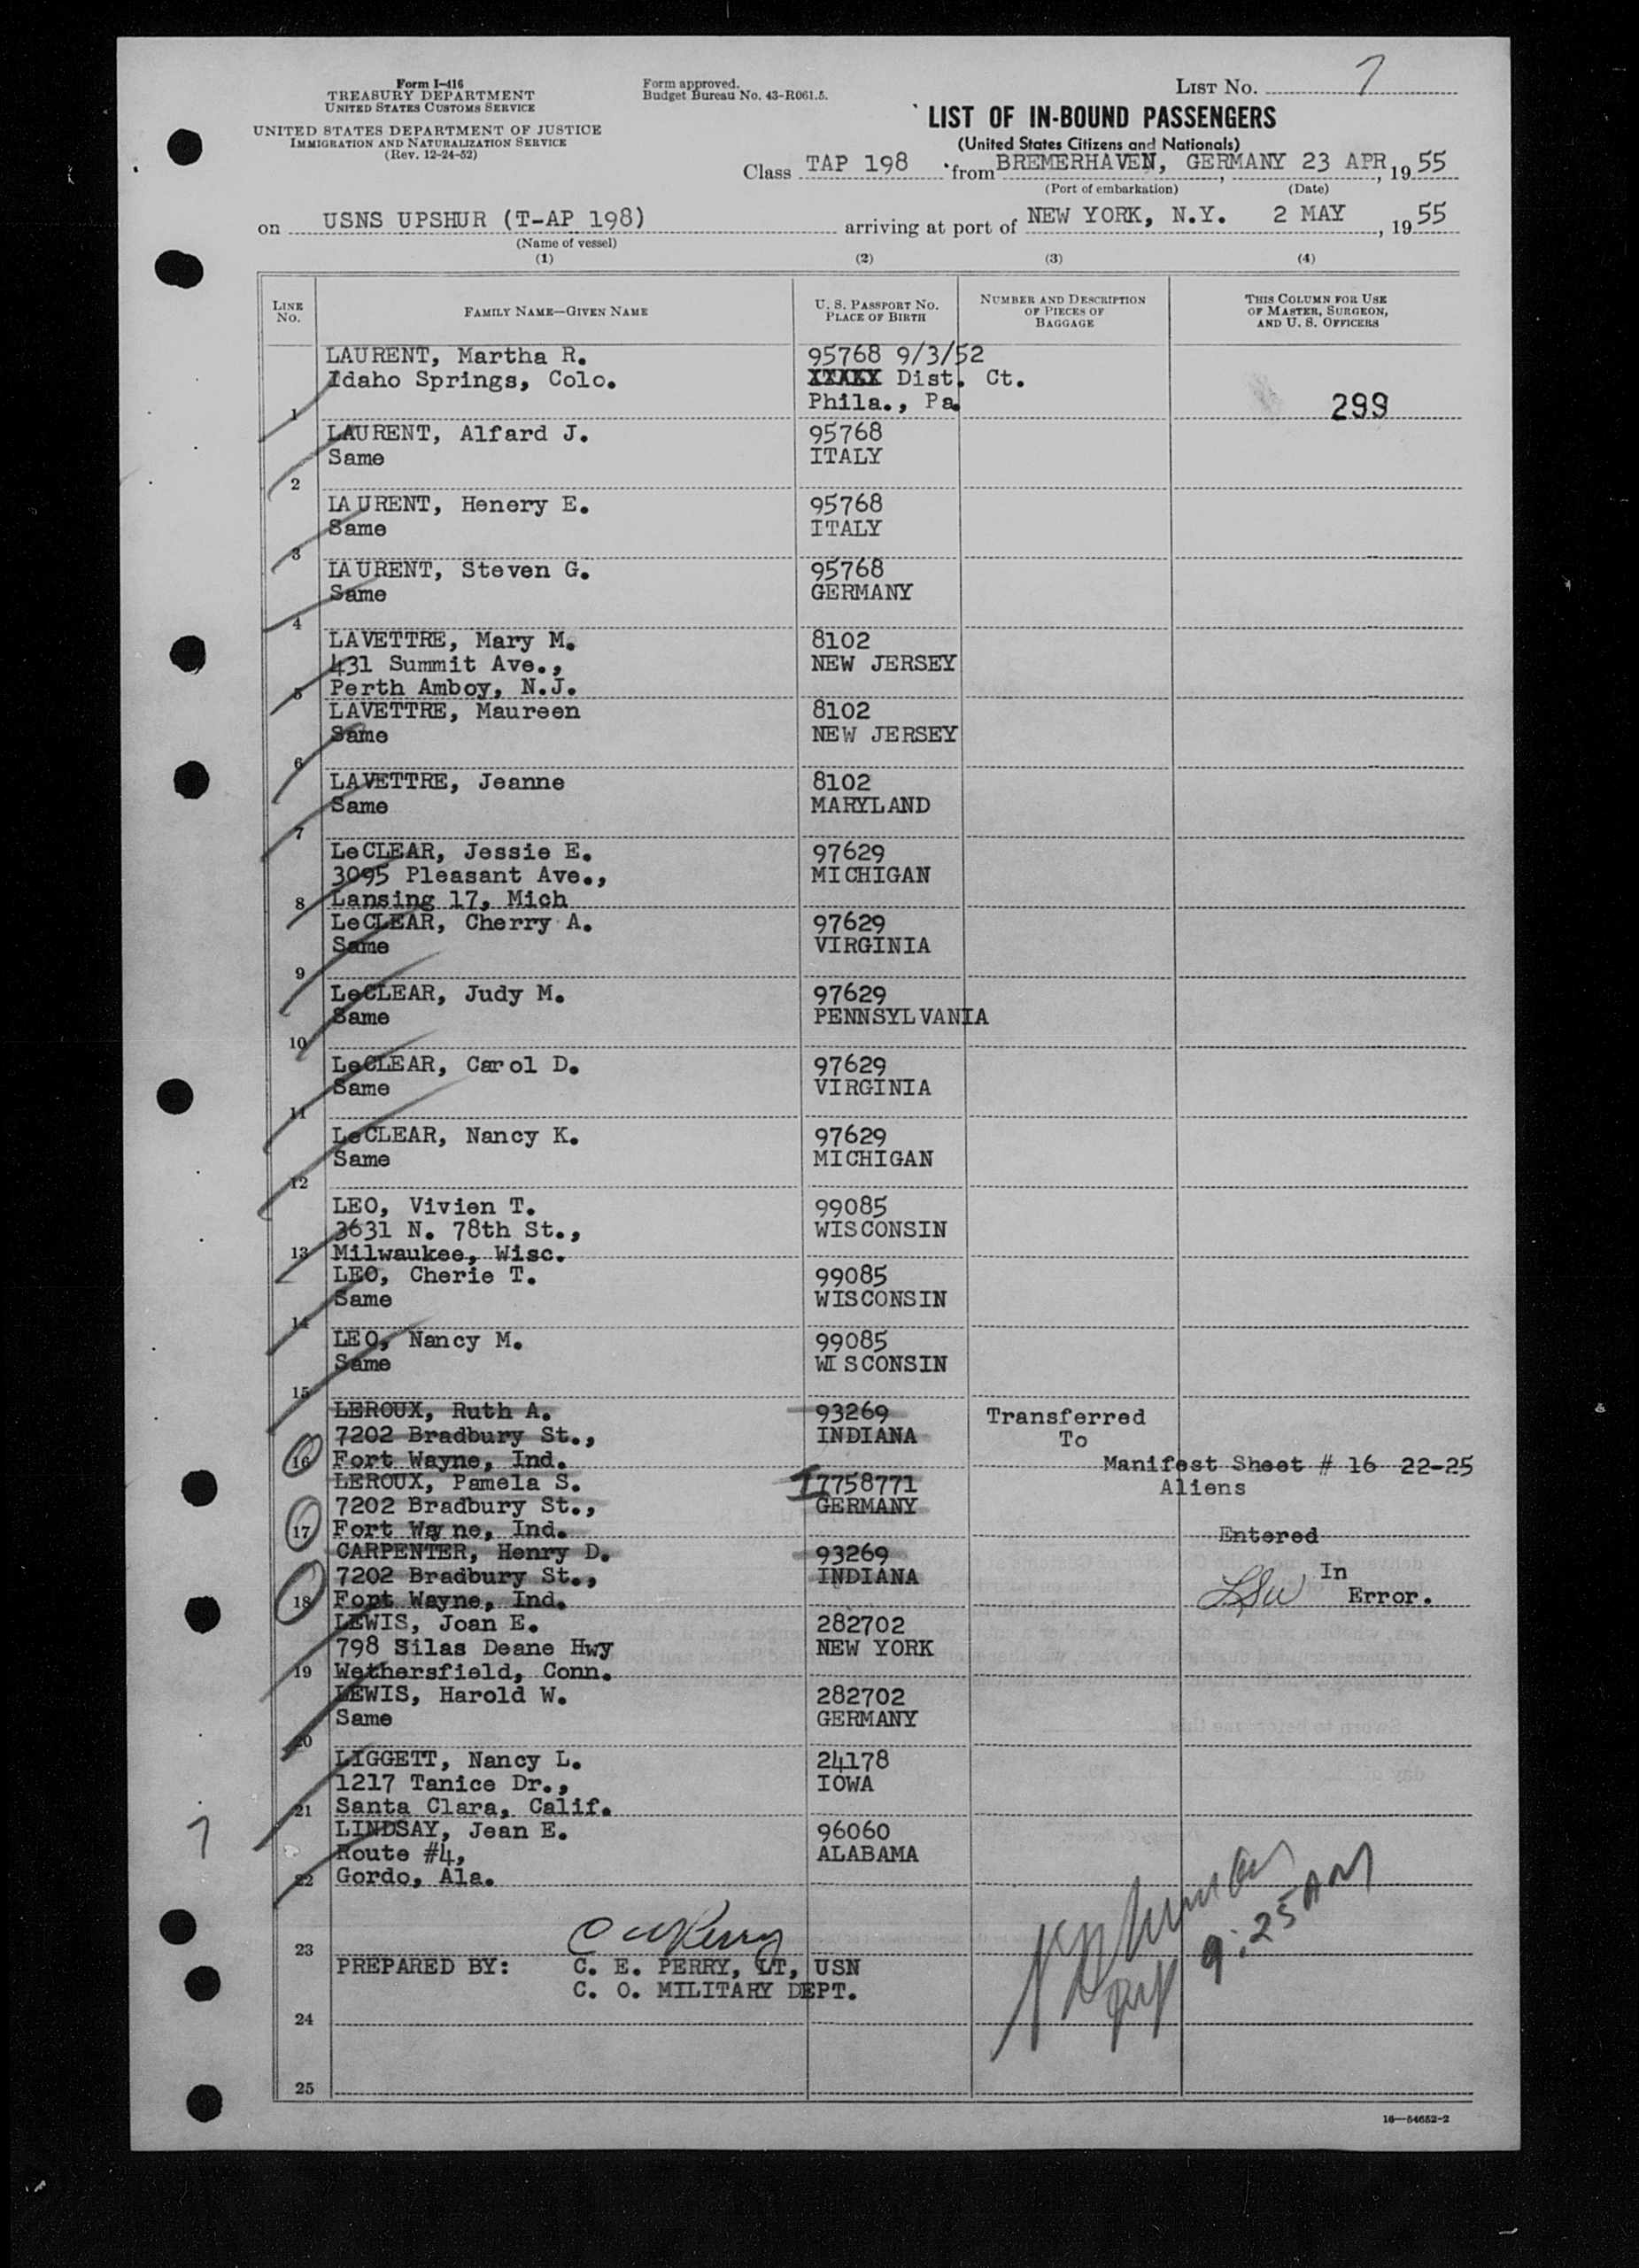 Form I-416
TREASURY DEPARTMENT
UNITED STATES CUSTOMS SERVICE
UNITED STATES DEPARTMENT OF JUSTICE
IMMIGRATION AND NATURALIZATION SERVICE
(Rev. 12-24-52)
Form approved.
Budget Bureau No. 43-R061.5.
LIST NO. 7
LIST OF IN-BOUND PASSENGERS
(United States Citizens and Nationals)
Class TAP 198 from BREMERHAVEN, GERMANY 23 APR, 1955
(Port of embarkation) (Date)
on USNS UPSHUR (T-AP 198) arriving at port of NEW YORK, N.Y. 2 MAY, 1955
(Name of vessel)
(1) (2) (3) (4)
LINE NO. FAMILY NAME—GIVEN NAME U. S. PASSPORT NO. PLACE OF BIRTH NUMBER AND DESCRIPTION OF PIECES OF BAGGAGE THIS COLUMN FOR USE OF MASTER, SURGEON, AND U. S. OFFICERS
LAURENT, Martha R. 95768 9/3/52
Idaho Springs, Colo. XXXXX Dist. Ct.
1 Phila., Pa. 299
LAURENT, Alfard J. 95768
Same ITALY
2
LAURENT, Henery E. 95768
Same ITALY
3
LAURENT, Steven G. 95768
Same GERMANY
4
LAVETTRE, Mary M. 8102
431 Summit Ave., NEW JERSEY
5 Perth Amboy, N.J.
LAVETTRE, Maureen 8102
Same NEW JERSEY
6
LAVETTRE, Jeanne 8102
Same MARYLAND
7
LeCLEAR, Jessie E. 97629
3095 Pleasant Ave., MICHIGAN
8 Lansing 17, Mich
LeCLEAR, Cherry A. 97629
Same VIRGINIA
9
LeCLEAR, Judy M. 97629
Same PENNSYLVANIA
10
LeCLEAR, Carol D. 97629
Same VIRGINIA
11
LeCLEAR, Nancy K. 97629
Same MICHIGAN
12
LEO, Vivien T. 99085
3631 N. 78th St., WISCONSIN
13 Milwaukee, Wisc.
LEO, Cherie T. 99085
Same WISCONSIN
14
LEO, Nancy M. 99085
Same WISCONSIN
15
LEROUX, Ruth A. 93269 Transferred
7202 Bradbury St., INDIANA To
16 Fort Wayne, Ind. Manifest Sheet # 16 22-25
LEROUX, Pamela S. I7758771 Aliens
7202 Bradbury St., GERMANY
17 Fort Wayne, Ind. Entered
CARPENTER, Henry D. 93269
7202 Bradbury St., INDIANA In
18 Fort Wayne, Ind. LSW Error.
LEWIS, Joan E. 282702
798 Silas Deane Hwy NEW YORK
19 Wethersfield, Conn.
LEWIS, Harold W. 282702
Same GERMANY
20
LIGGETT, Nancy L. 24178
1217 Tanice Dr., IOWA
21 Santa Clara, Calif.
7 LINDSAY, Jean E. 96060
Route #4, ALABAMA
22 Gordo, Ala.
9:25 AM
23 C E Perry
PREPARED BY: C. E. PERRY, LT, USN
C. O. MILITARY DEPT.
24
25
16—54652-2